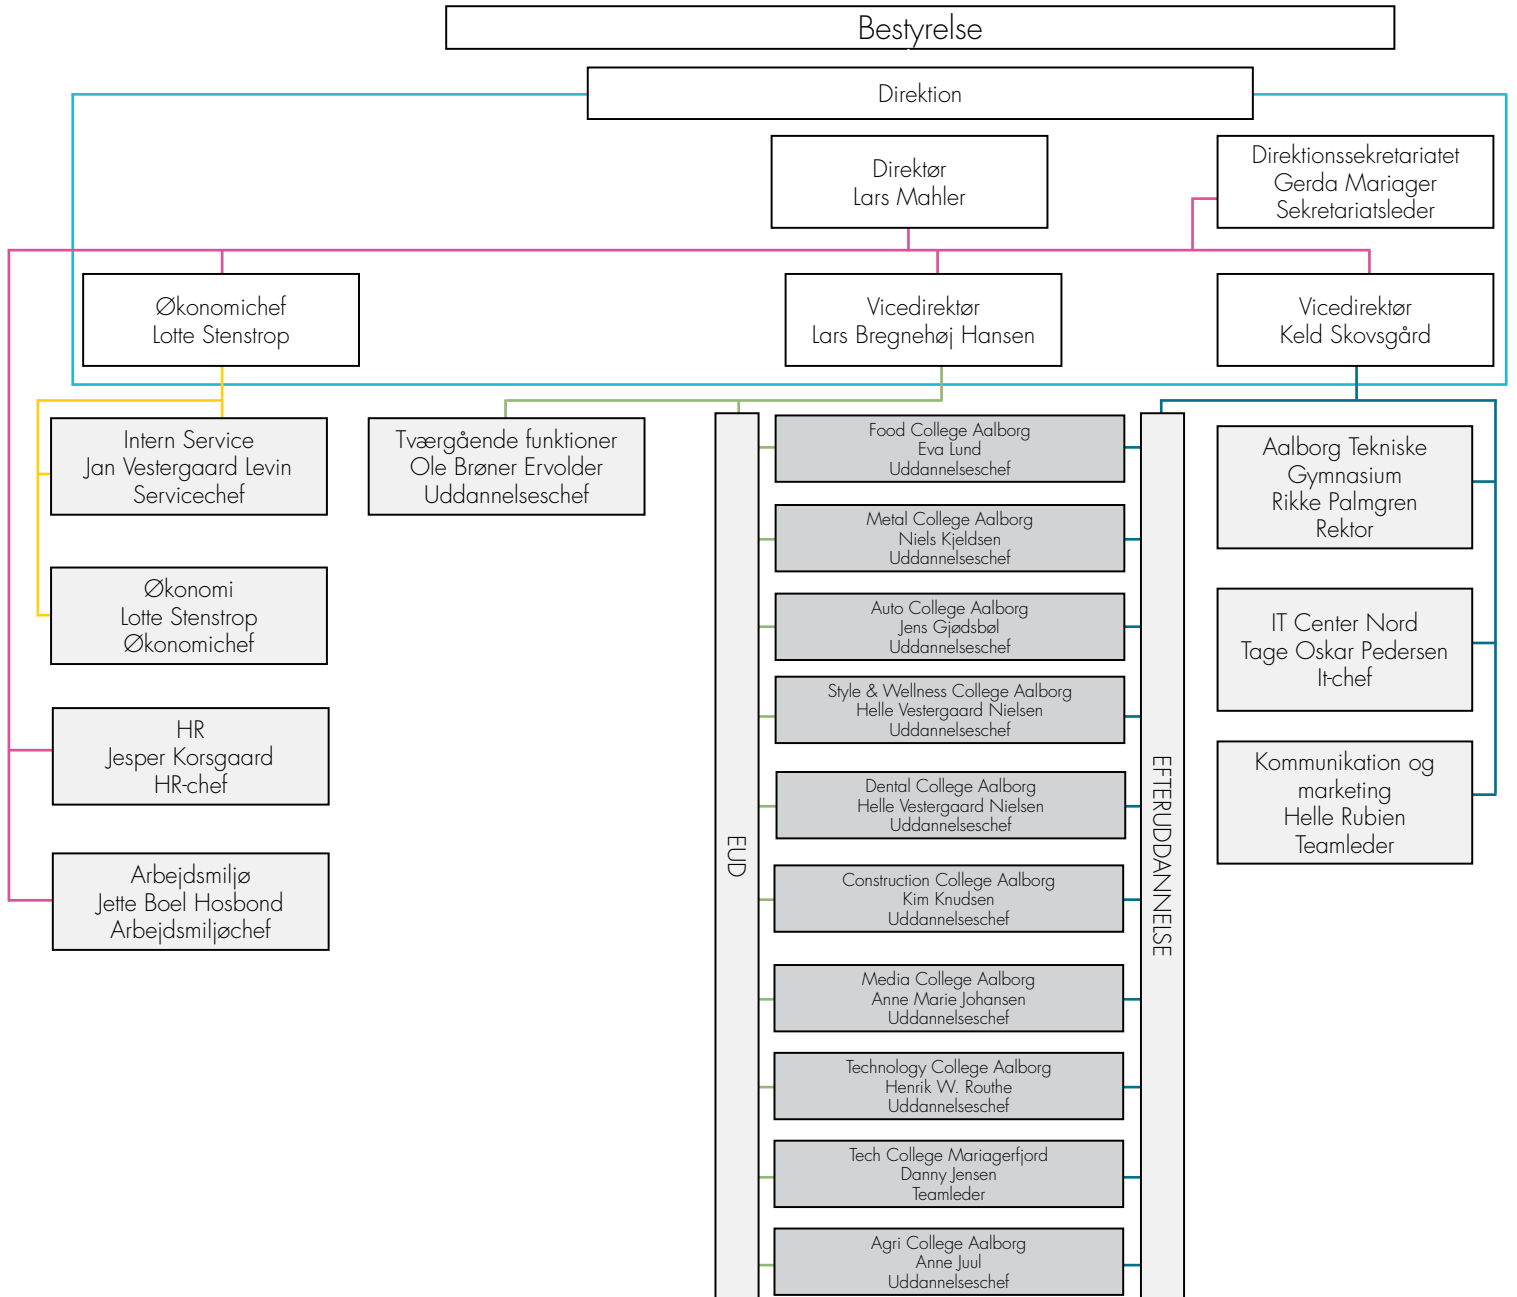 Bestyrelse
Direktion
Direktør
Lars Mahler
Direktionssekretariatet
Gerda Mariager
Sekretariatsleder
Økonomichef
Lotte Stenstrop
Vicedirektør
Lars Bregnehøj Hansen
Vicedirektør
Keld Skovsgård
Intern Service
Jan Vestergaard Levin
Servicechef
Økonomi
Lotte Stenstrop
Økonomichef
HR
Jesper Korsgaard
HR-chef
Arbejdsmiljø
Jette Boel Hosbond
Arbejdsmiljøchef
Tværgående funktioner
Ole Brøner Ervolder
Uddannelseschef
EUD
Food College Aalborg
Eva Lund
Uddannelseschef
Metal College Aalborg
Niels Kjeldsen
Uddannelseschef
Auto College Aalborg
Jens Gjødsbøl
Uddannelseschef
Style & Wellness College Aalborg
Helle Vestergaard Nielsen
Uddannelseschef
Dental College Aalborg
Helle Vestergaard Nielsen
Uddannelseschef
Construction College Aalborg
Kim Knudsen
Uddannelseschef
Media College Aalborg
Anne Marie Johansen
Uddannelseschef
Technology College Aalborg
Henrik W. Routhe
Uddannelseschef
Tech College Mariagerfjord
Danny Jensen
Teamleder
Agri College Aalborg
Anne Juul
Uddannelseschef
EFTERUDDANNELSE
Aalborg Tekniske
Gymnasium
Rikke Palmgren
Rektor
IT Center Nord
Tage Oskar Pedersen
It-chef
Kommunikation og
marketing
Helle Rubien
Teamleder